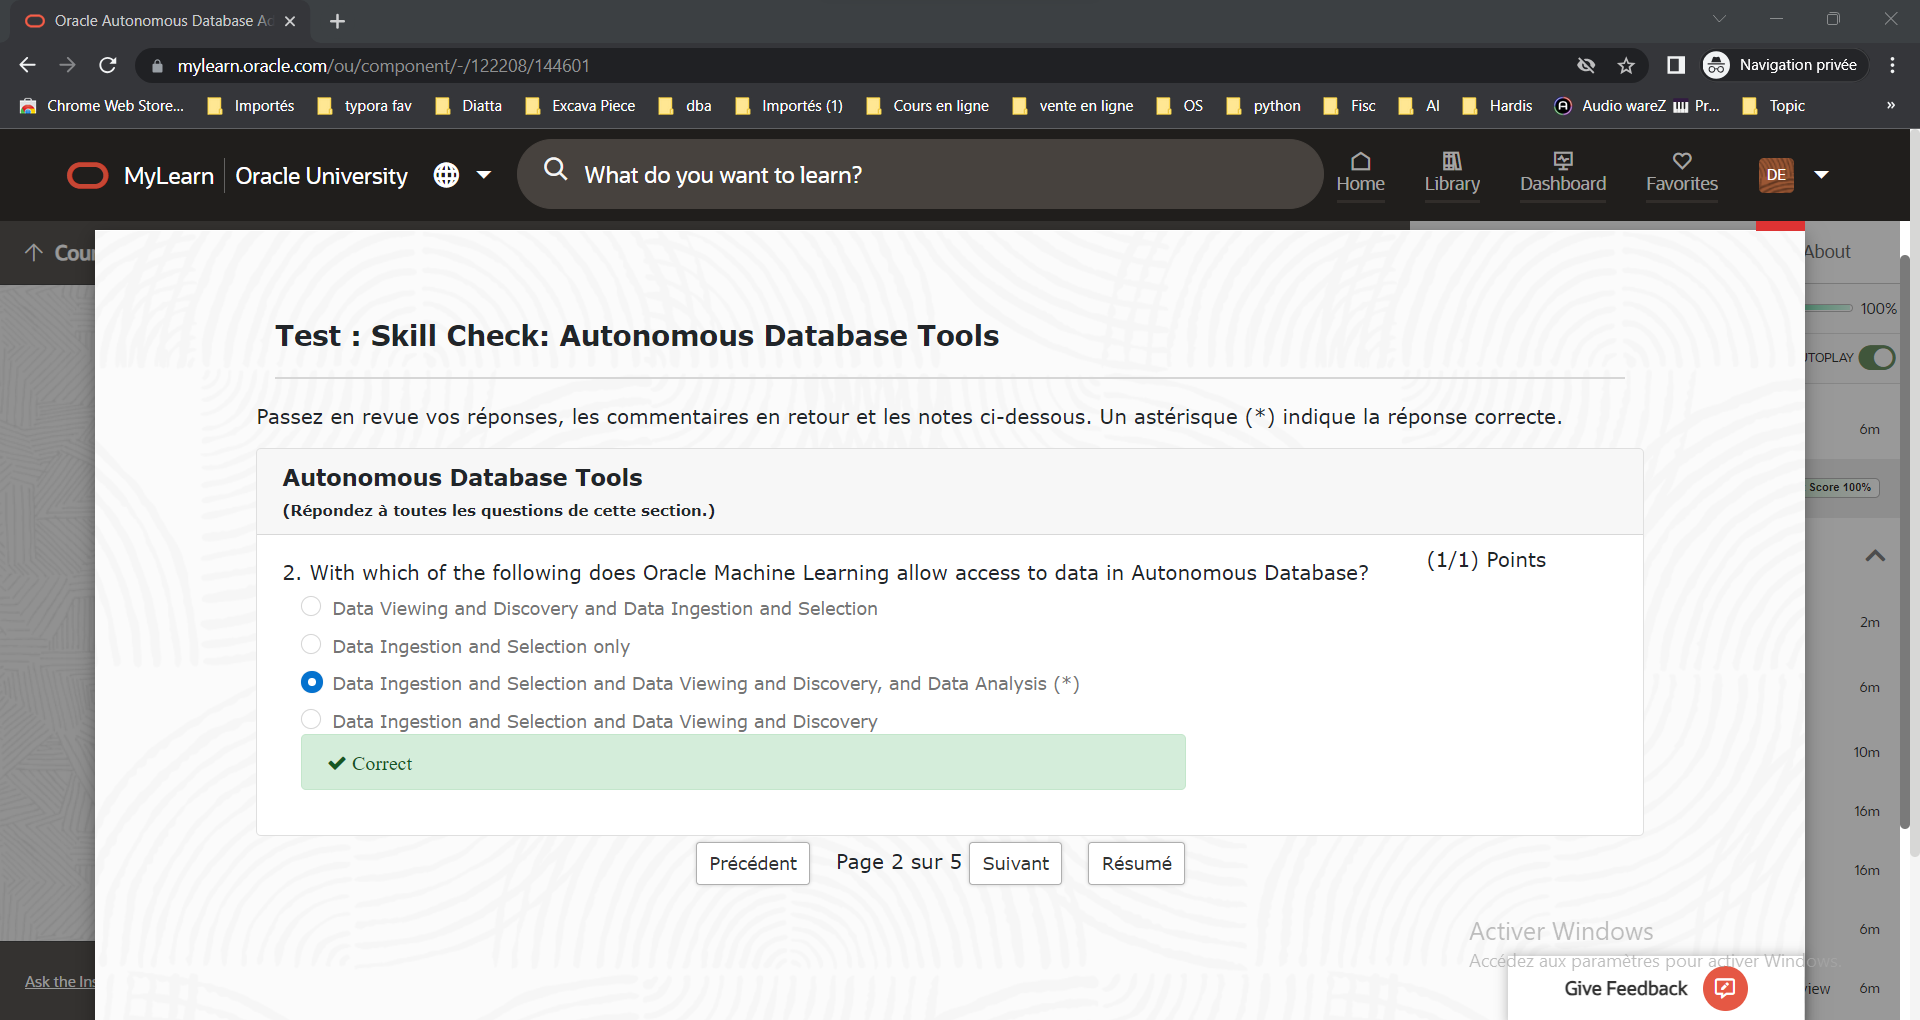 Oracle Autonomous Database Ad
mylearn.oracle.com/ou/component/-/122208/144601
Navigation privée
Chrome Web Store...
Importés
typora fav
Diatta
Excava Piece
dba
Importés (1)
Cours en ligne
vente en ligne
OS
python
Fisc
AI
Hardis
Audio wareZ
Pr...
Topic
»
MyLearn
Oracle University
What do you want to learn?
Home
Library
Dashboard
Favorites
DE
Cour
About
Test : Skill Check: Autonomous Database Tools
100%
TOPLAY
Passez en revue vos réponses, les commentaires en retour et les notes ci-dessous. Un astérisque (*) indique la réponse correcte.
6m
Autonomous Database Tools
Score 100%
(Répondez à toutes les questions de cette section.)
2. With which of the following does Oracle Machine Learning allow access to data in Autonomous Database?
(1/1) Points
Data Viewing and Discovery and Data Ingestion and Selection
2m
Data Ingestion and Selection only
Data Ingestion and Selection and Data Viewing and Discovery, and Data Analysis (*)
6m
Data Ingestion and Selection and Data Viewing and Discovery
10m
Correct
16m
Précédent
Page 2 sur 5
Suivant
Résumé
16m
Activer Windows
6m
Accédez aux paramètres pour activer Windows.
Ask the Ins
Give Feedback
iew
6m